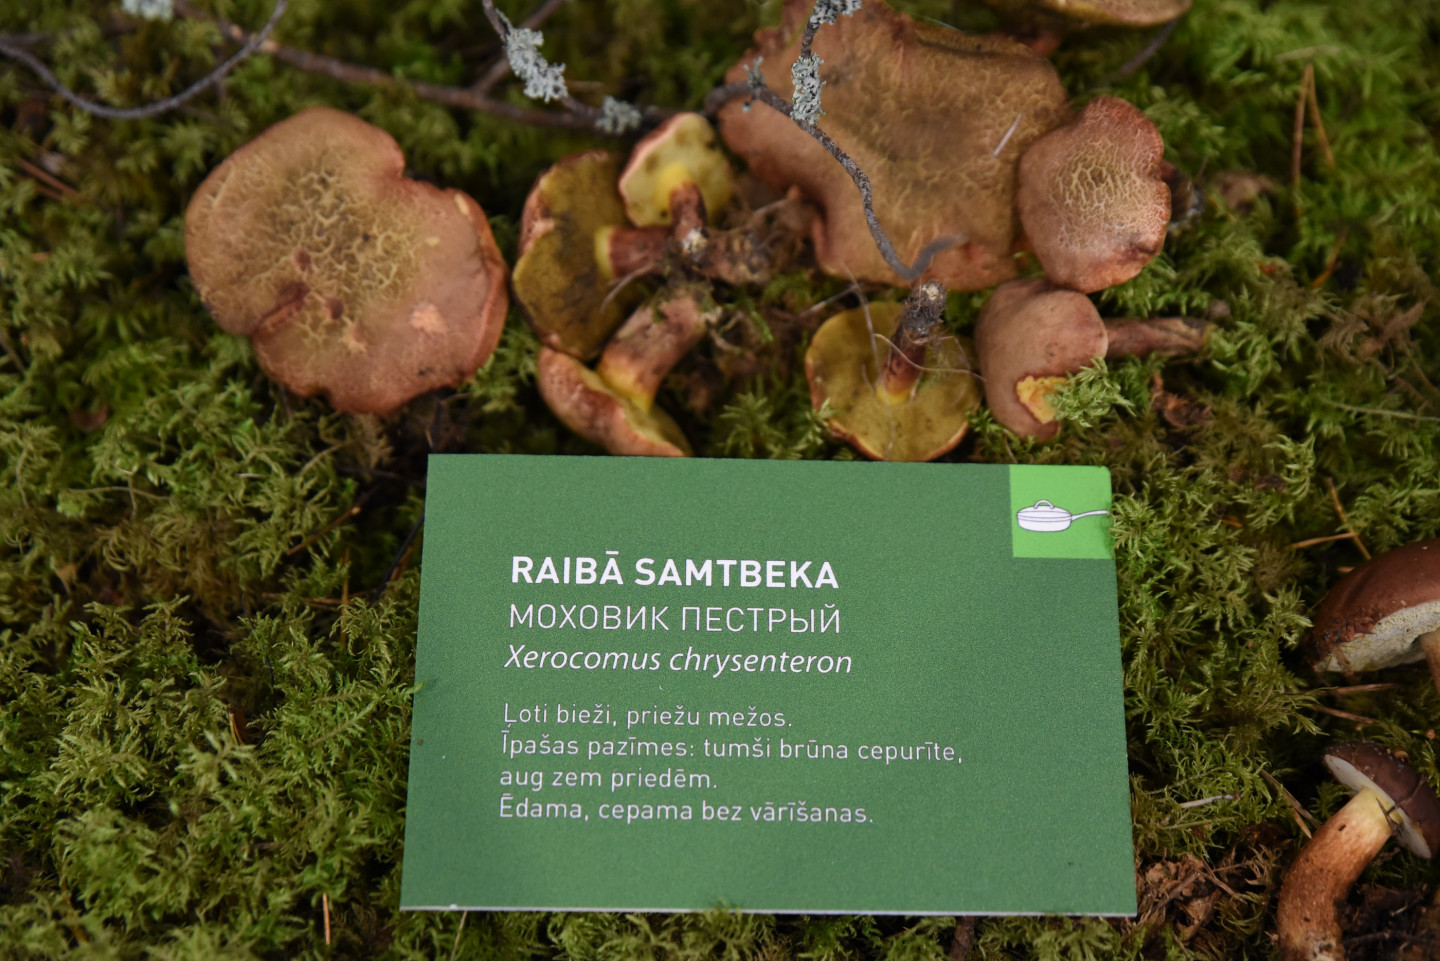 RAIBĀ SAMTBEKA
МОХОВИК ПЕСТРЫЙ
Xerocomus chrysenteron
Ļoti bieži, priežu mežos.
Īpašas pazīmes: tumši brūna cepurīte,
aug zem priedēm.
Ēdama, cepama bez vārīšanas.